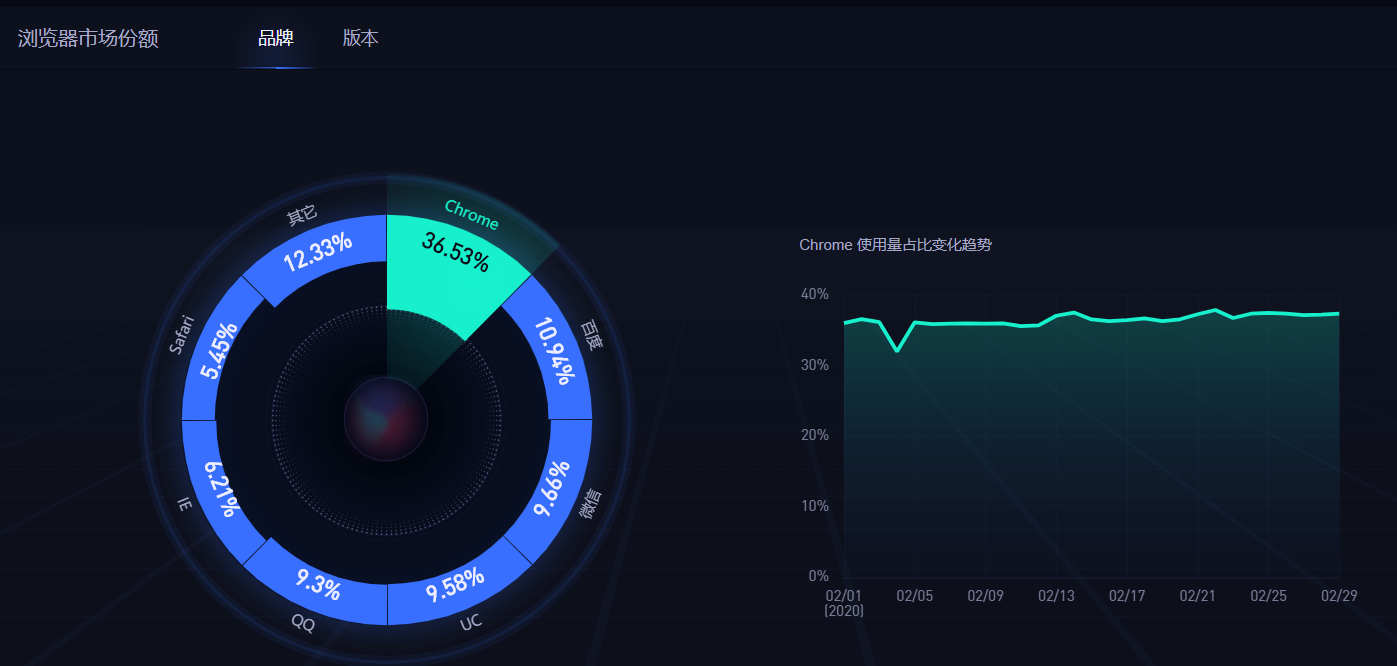 浏览器市场份额
品牌
版本
Chrome
36.53%
百度
10.94%
微信
9.66%
UC
9.58%
QQ
9.3%
IE
6.21%
Safari
5.45%
其它
12.33%
Chrome 使用量占比变化趋势
40%
30%
20%
10%
0%
02/01
(2020)
02/05
02/09
02/13
02/17
02/21
02/25
02/29